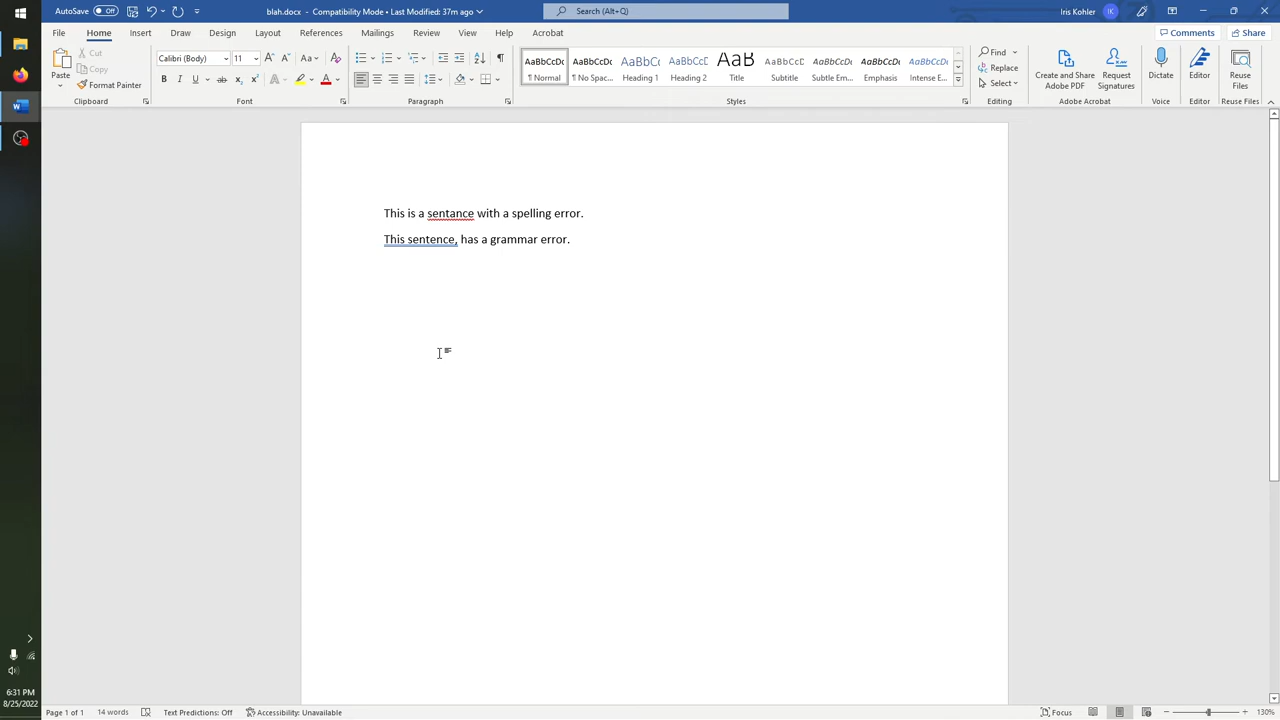 AutoSave Off blah.docx - Compatibility Mode • Last Modified: 37m ago Search (Alt+Q) Iris Kohler IK
File Home Insert Draw Design Layout References Mailings Review View Help Acrobat Comments Share
Paste Cut Copy Format Painter
Calibri (Body) 11
AaBbCcDc AaBbCcDc AaBbC( AaBbCcD AaB AaBbCcD AaBbCcDc AaBbCcDc AaBbCcDc
¶ Normal ¶ No Spac... Heading 1 Heading 2 Title Subtitle Subtle Em... Emphasis Intense E...
Find
Replace
Select
Create and Share Adobe PDF
Request Signatures
Dictate
Editor
Reuse Files
Clipboard Font Paragraph Styles Editing Adobe Acrobat Voice Editor Reuse Files
This is a sentance with a spelling error.
This sentence, has a grammar error.
6:31 PM
8/25/2022
Page 1 of 1 14 words Text Predictions: Off Accessibility: Unavailable Focus 130%